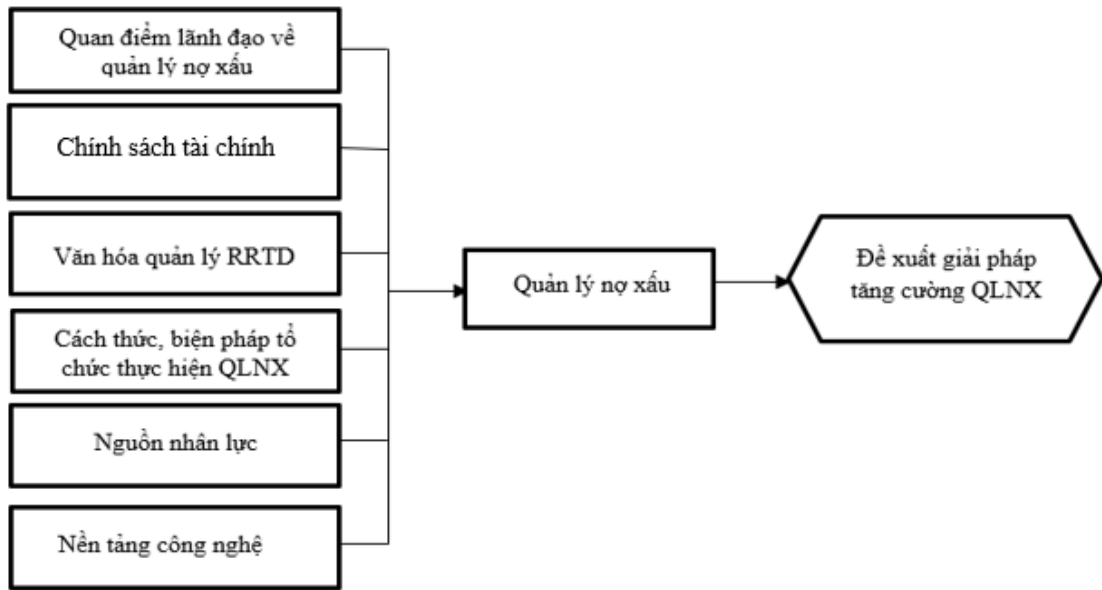 Quan điểm lãnh đạo về
quản lý nợ xấu
Chính sách tài chính
Văn hóa quản lý RRTD
Cách thức, biện pháp tổ
chức thực hiện QLNX
Nguồn nhân lực
Nền tảng công nghệ
Quản lý nợ xấu
Đề xuất giải pháp
tăng cường QLNX